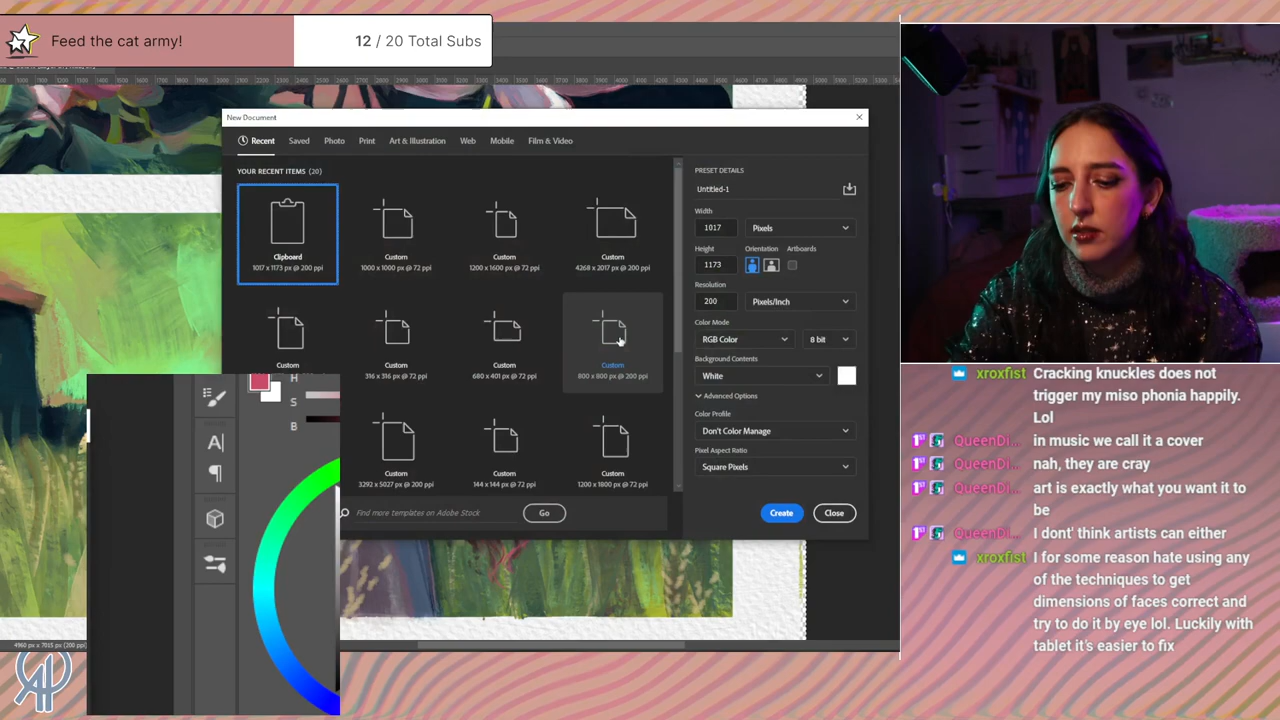 Feed the cat army!
12 / 20 Total Subs
New Document
Recent
Saved
Photo
Print
Art & Illustration
Web
Mobile
Film & Video
YOUR RECENT ITEMS (20)
Clipboard
1017 x 1173 px @ 200 ppi
Custom
1000 x 1000 px @ 72 ppi
Custom
1200 x 1600 px @ 72 ppi
Custom
4268 x 2017 px @ 200 ppi
Custom
Custom
316 x 316 px @ 72 ppi
Custom
680 x 401 px @ 72 ppi
Custom
800 x 800 px @ 200 ppi
Custom
3292 x 5027 px @ 200 ppi
Custom
144 x 144 px @ 72 ppi
Custom
1200 x 1800 px @ 72 ppi
Find more templates on Adobe Stock
Go
PRESET DETAILS
Untitled-1
Width
1017
Pixels
Height
Orientation
Artboards
1173
Resolution
200
Pixels/Inch
Color Mode
RGB Color
8 bit
Background Contents
White
Advanced Options
Color Profile
Don't Color Manage
Pixel Aspect Ratio
Square Pixels
Create
Close
H
S
B
A
4960 px x 7015 px (200 ppi)
xroxfist Cracking knuckles does not
trigger my miso phonia happily.
Lol
QueenDi... in music we call it a cover
QueenDi... nah, they are cray
QueenDi... art is exactly what you want it to
be
QueenDi... I dont' think artists can either
xroxfist I for some reason hate using any
of the techniques to get
dimensions of faces correct and
try to do it by eye lol. Luckily with
tablet it's easier to fix